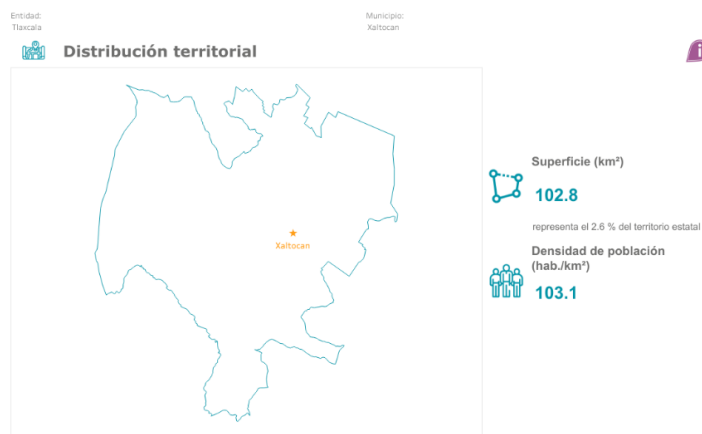 Entidad:
Tlaxcala
Municipio:
Xaltocan
Distribución territorial
i
Xaltocan
Superficie (km²)
102.8
representa el 2.6 % del territorio estatal
Densidad de población
(hab./km²)
103.1